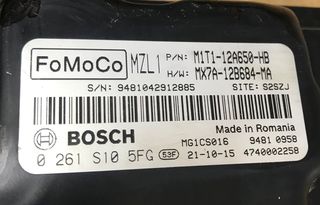 FoMoCo MZL1 P/N: M1T1-12A650-HB
H/W: MX7A-12B684-MA
S/N: 9481042912885 SITE: S2SZJ
Made in Romania
BOSCH MG1CS016 9481 0958
0 261 S10 5FG 53F 21-10-15 4740002258